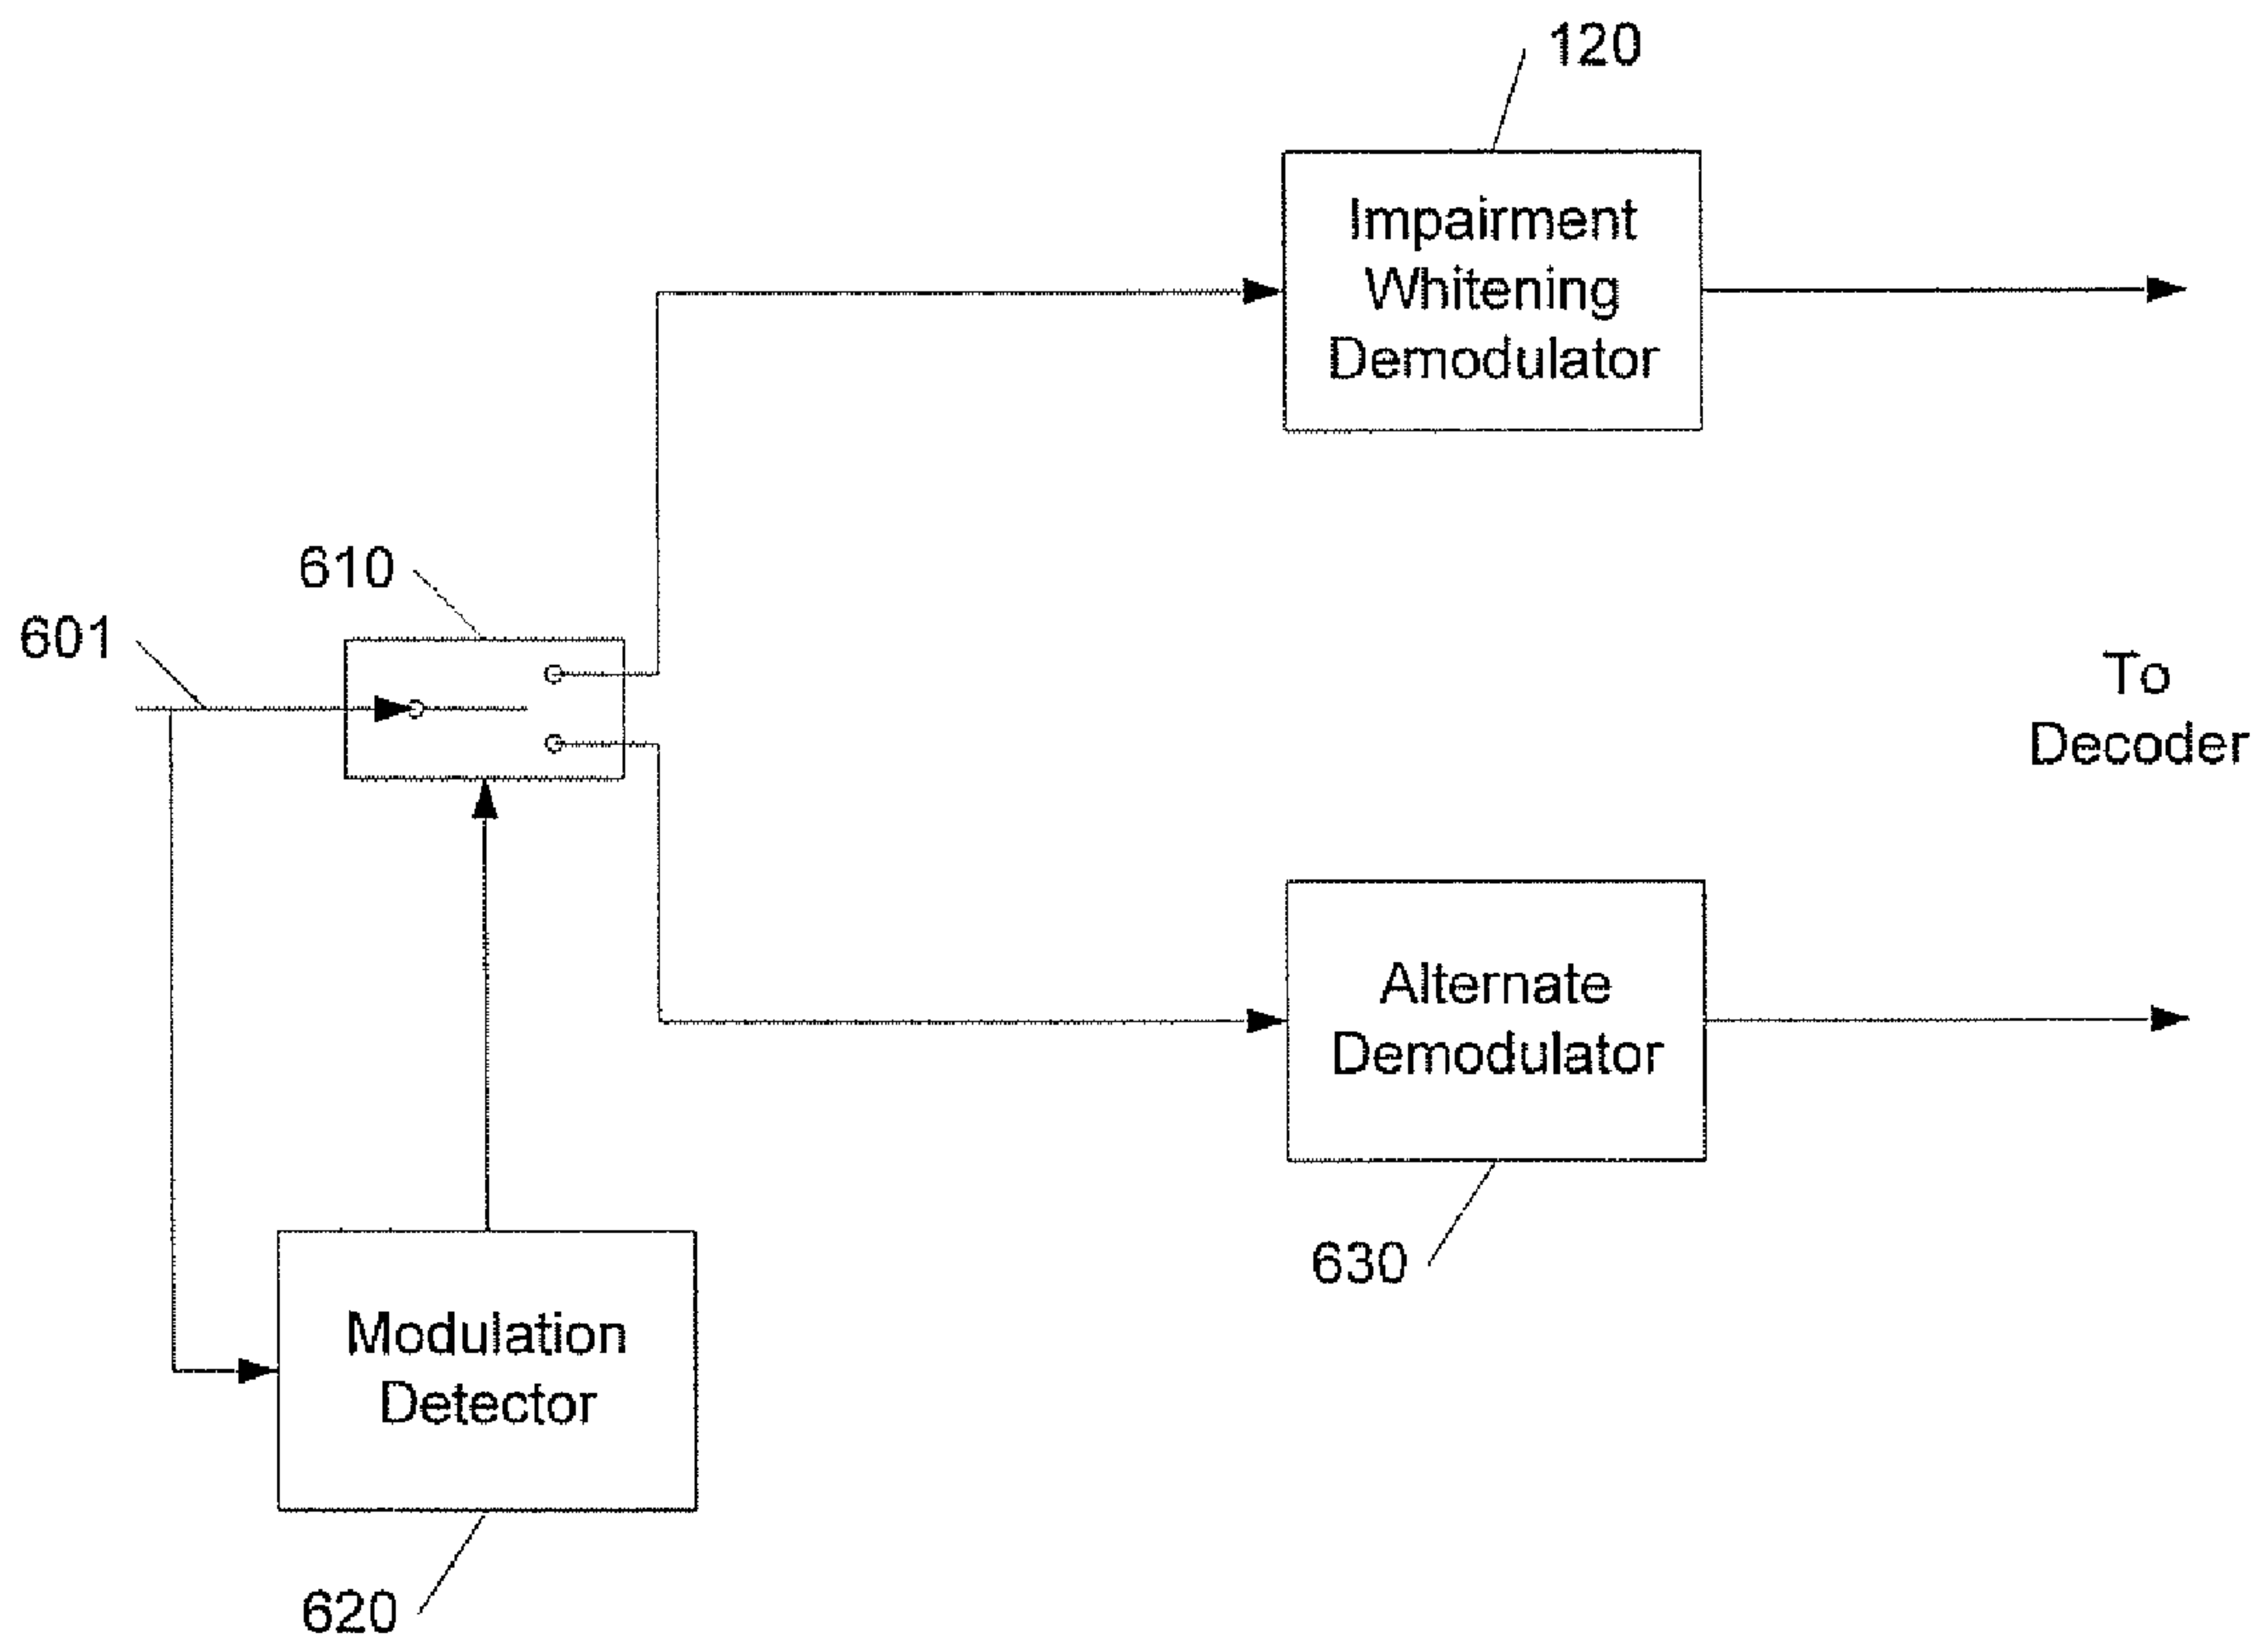 120
Impairment
Whitening
Demodulator
610
601
To
Decoder
Alternate
Demodulator
630
Modulation
Detector
620